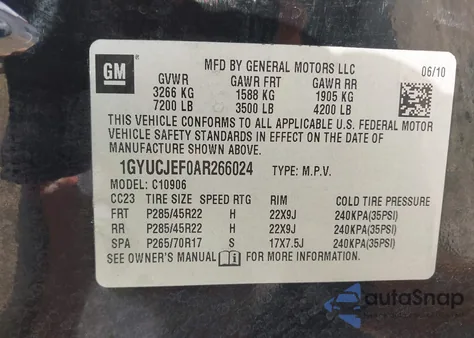 GM
MFD BY GENERAL MOTORS LLC
06/10
GVWR GAWR FRT GAWR RR
3266 KG 1588 KG 1905 KG
7200 LB 3500 LB 4200 LB
THIS VEHICLE CONFORMS TO ALL APPLICABLE U.S. FEDERAL MOTOR
VEHICLE SAFETY STANDARDS IN EFFECT ON THE DATE OF
MANUFACTURE SHOWN ABOVE.
1GYUCJEF0AR266024 TYPE: M.P.V.
MODEL: C10906
CC23 TIRE SIZE SPEED RTG RIM COLD TIRE PRESSURE
FRT P285/45R22 H 22X9J 240KPA(35PSI)
RR P285/45R22 H 22X9J 240KPA(35PSI)
SPA P265/70R17 S 17X7.5J 240KPA(35PSI)
SEE OWNER'S MANUAL i FOR MORE INFORMATION.
autoSnap